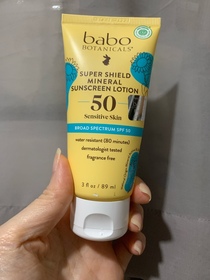 babo
BOTANICALS
SUPER SHIELD
MINERAL
SUNSCREEN LOTION
50
Sensitive Skin
BROAD SPECTRUM SPF 50
water resistant (80 minutes)
dermatologist tested
fragrance free
3 fl oz / 89 ml